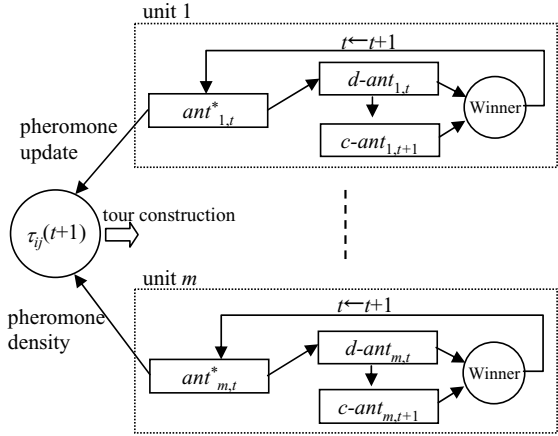 unit 1
t←t+1
d-ant1,t
ant*1,t
Winner
c-ant1,t+1
pheromone
update
τij(t+1)
tour construction
unit m
t←t+1
pheromone
density
d-antm,t
ant*m,t
Winner
c-antm,t+1